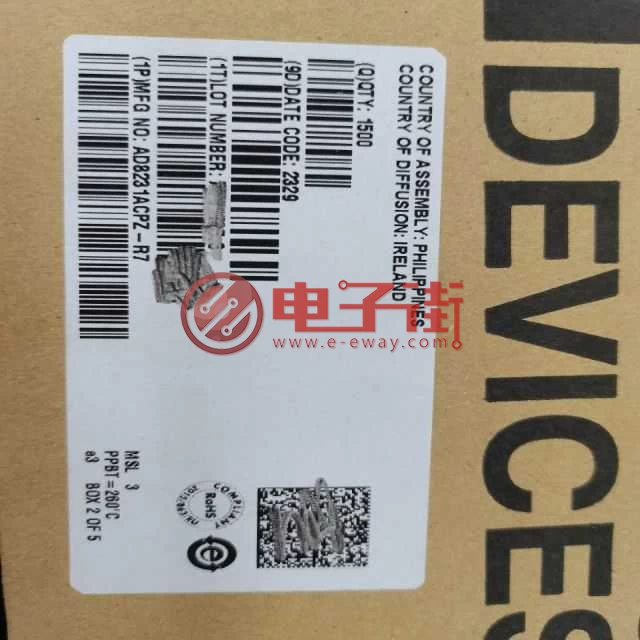 DEVICES
COUNTRY OF ASSEMBLY: PHILIPPINES
COUNTRY OF DIFFUSION: IRELAND
(Q)QTY: 1500
(9D)DATE CODE: 2329
(1T)LOT NUMBER:
(1P)MFG NO: AD8231ACPZ-R7
COMPLIANT
RoHS
e
MSL 3
PPBT=260°C
e3
BOX 2 OF 5
电子街
www.e-eway.com